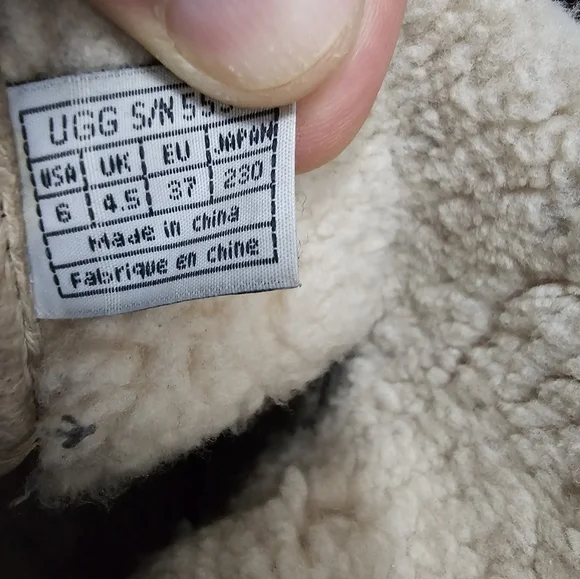 UGG S/N
USA UK EU JAPAN
6 4.5 37 230
Made in china
Fabrique en chine